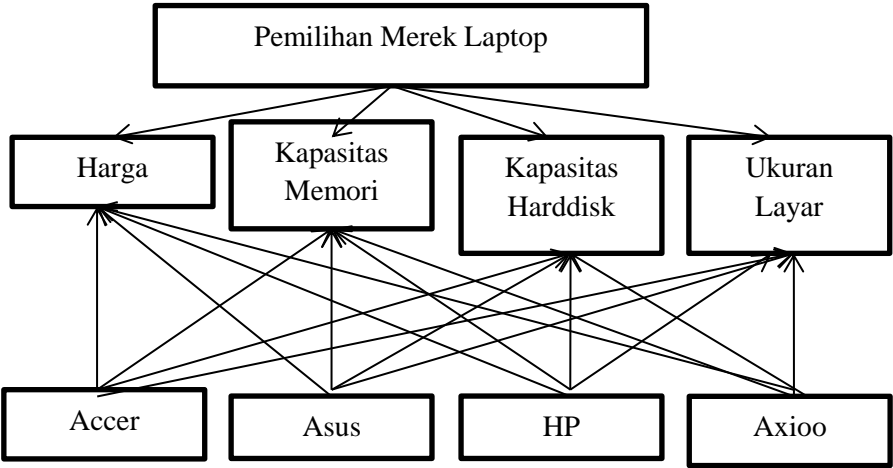 Pemilihan Merek Laptop
Harga
Kapasitas
Memori
Kapasitas
Harddisk
Ukuran
Layar
Accer
Asus
HP
Axioo